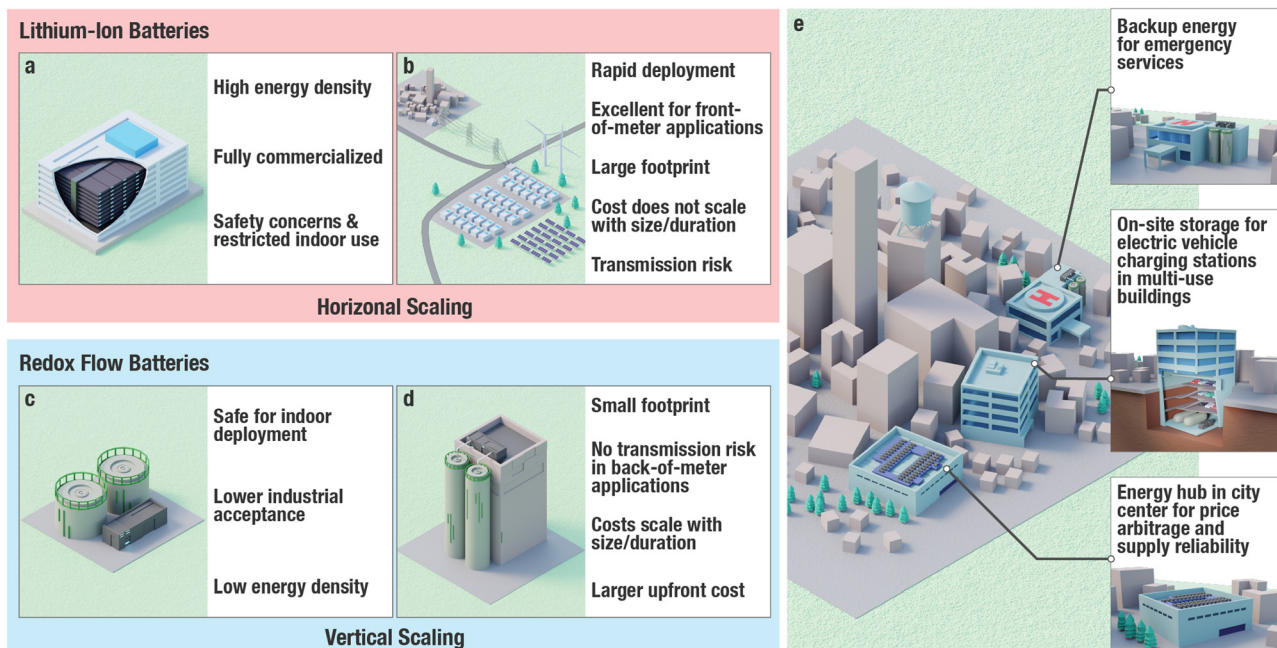 Lithium-Ion Batteries
a
High energy density
Fully commercialized
Safety concerns &
restricted indoor use
b
Rapid deployment
Excellent for front-
of-meter applications
Large footprint
Cost does not scale
with size/duration
Transmission risk
Horizonal Scaling
Redox Flow Batteries
c
Safe for indoor
deployment
Lower industrial
acceptance
Low energy density
d
Small footprint
No transmission risk
in back-of-meter
applications
Costs scale with
size/duration
Larger upfront cost
Vertical Scaling
e
H
Backup energy
for emergency
services
H
On-site storage for
electric vehicle
charging stations
in multi-use
buildings
Energy hub in city
center for price
arbitrage and
supply reliability